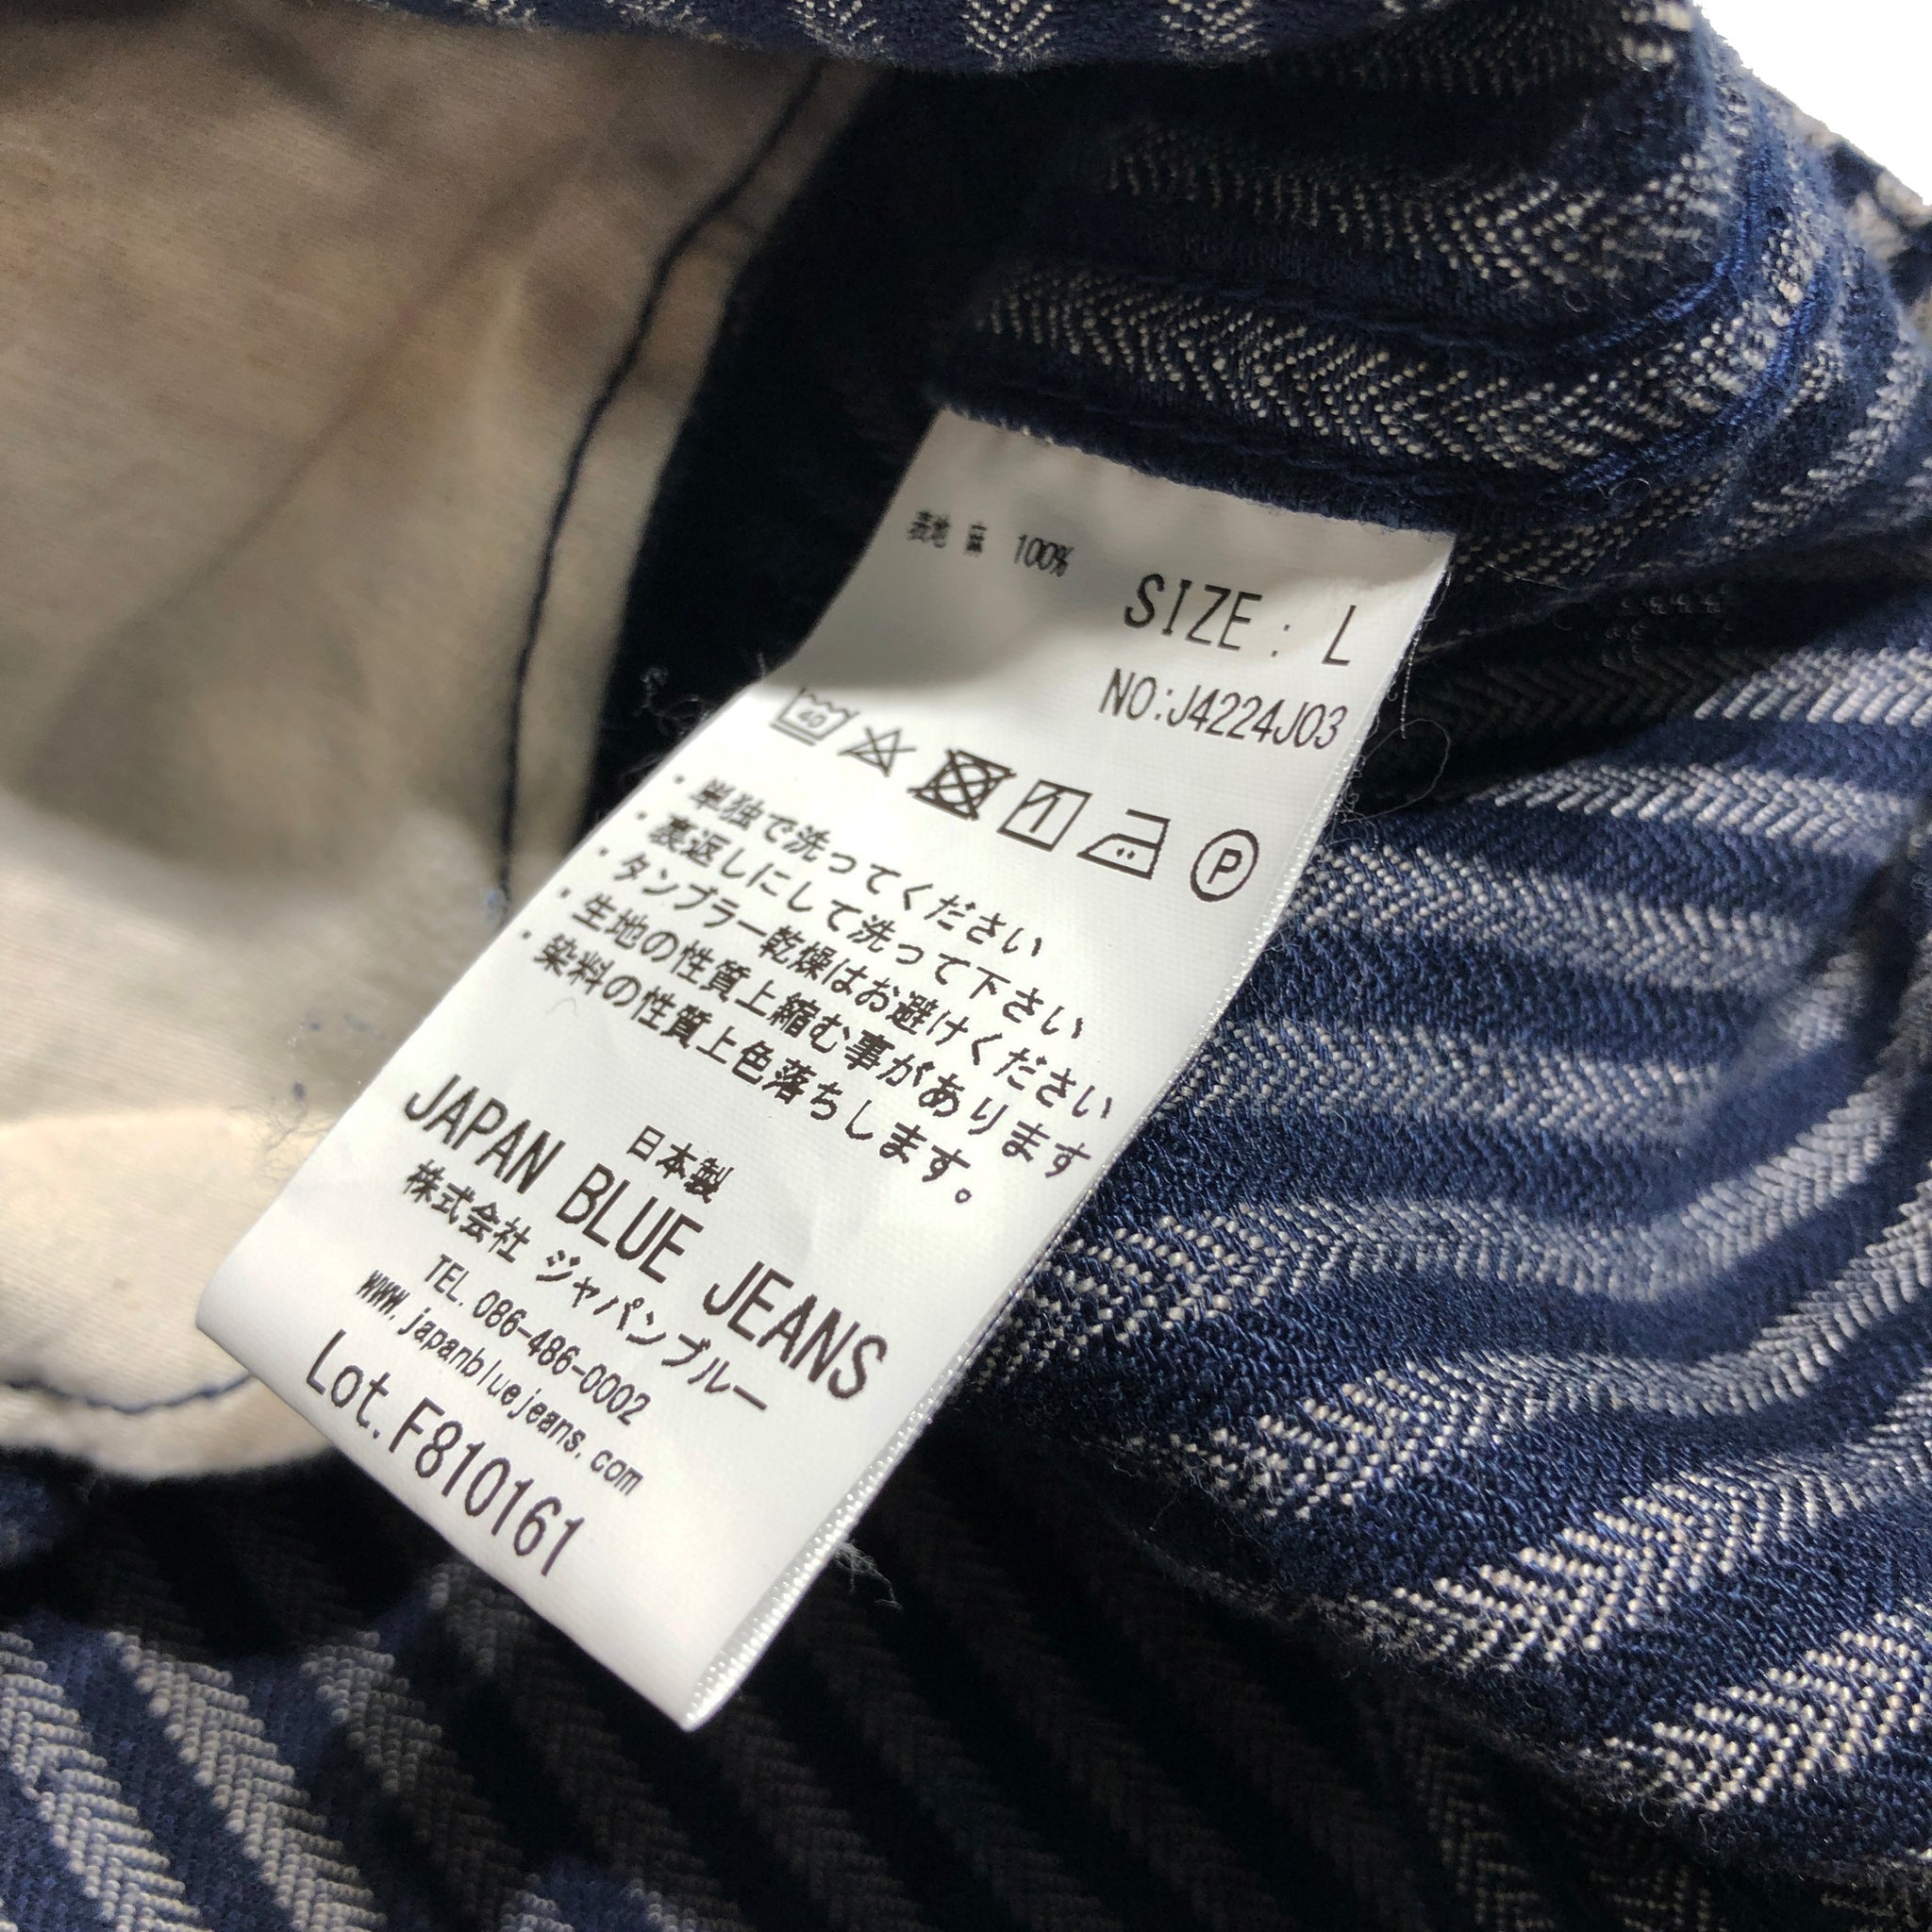 表地 麻 100%
SIZE : L
NO:J4224J03
40
P
・単独で洗ってください
・裏返しにして洗って下さい
・タンブラー乾燥はお避けください
・生地の性質上縮む事があります
・染料の性質上色落ちします。
日本製
JAPAN BLUE JEANS
株式会社 ジャパンブルー
TEL. 086-486-0002
www.japanbluejeans.com
Lot.F810161